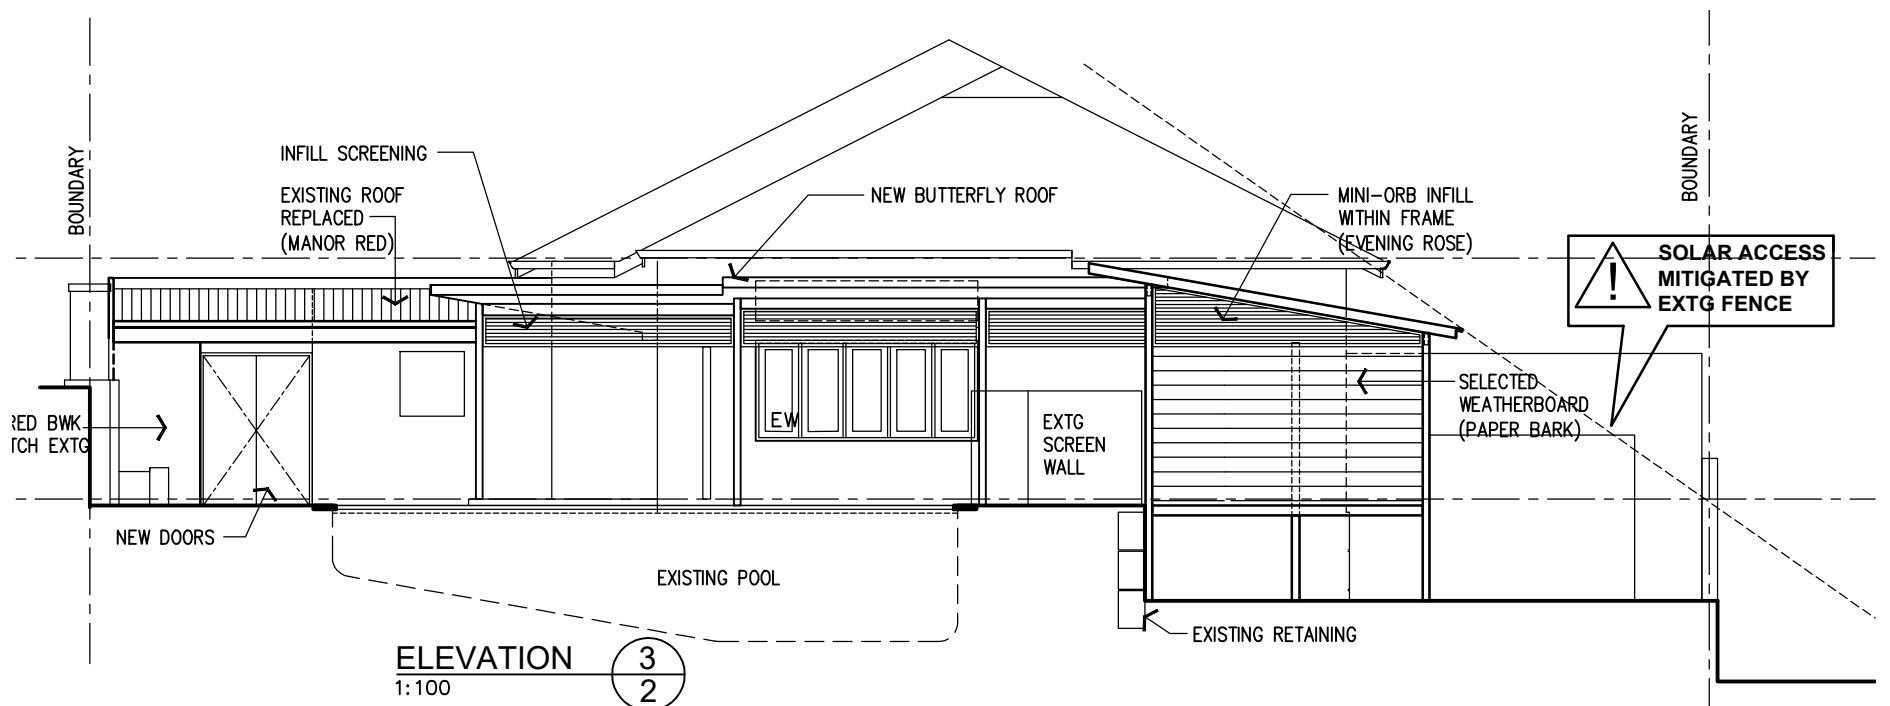 BOUNDARY
INFILL SCREENING
EXISTING ROOF
REPLACED
(MANOR RED)
NEW BUTTERFLY ROOF
MINI-ORB INFILL
WITHIN FRAME
(EVENING ROSE)
BOUNDARY
!
SOLAR ACCESS
MITIGATED BY
EXTG FENCE
RED BWK
TCH EXTG
EW
EXTG
SCREEN
WALL
SELECTED
WEATHERBOARD
(PAPER BARK)
NEW DOORS
EXISTING POOL
EXISTING RETAINING
ELEVATION
1:100
3
2